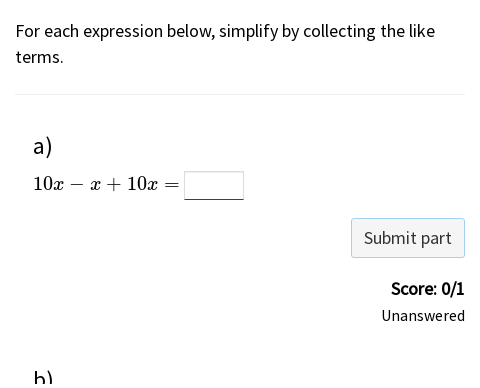 For each expression below, simplify by collecting the like
terms.
a)
10x − x + 10x =
Submit part
Score: 0/1
Unanswered
b)